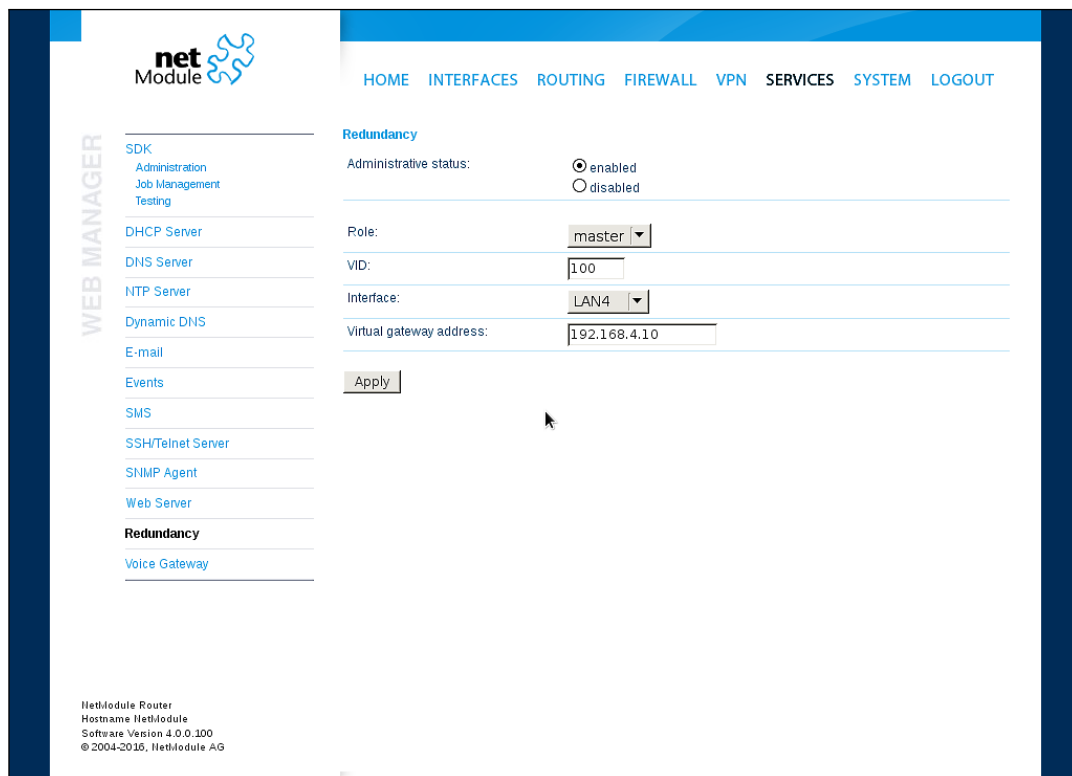 net
Module
HOME INTERFACES ROUTING FIREWALL VPN SERVICES SYSTEM LOGOUT
WEB MANAGER
SDK
Administration
Job Management
Testing
DHCP Server
DNS Server
NTP Server
Dynamic DNS
E-mail
Events
SMS
SSH/Telnet Server
SNMP Agent
Web Server
Redundancy
Voice Gateway
Redundancy
Administrative status:
enabled
disabled
Role: master
VID: 100
Interface: LAN4
Virtual gateway address: 192.168.4.10
Apply
NetModule Router
Hostname NetModule
Software Version 4.0.0.100
© 2004-2016, NetModule AG